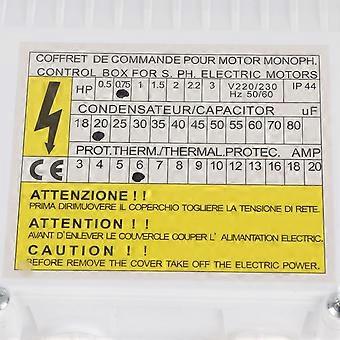 COFFRET DE COMMANDE POUR MOTOR MONOPH.
CONTROL BOX FOR S. PH. ELECTRIC MOTORS
HP 0.5 0.75 1 1.5 2 2.2 3 V220/230 Hz 50/60 IP 44
CONDENSATEUR/CAPACITOR uF
18 20 25 30 35 40 45 50 55 60 70 80
PROT.THERM./THERMAL.PROTEC. AMP
CE 3 4 5 6 7 8 9 10 11 12 13 14 16 18 20
ATTENZIONE ! !
PRIMA DIRIMUOVERE IL COPERCHIO TOGLIERE LA TENSIONE DI RETE.
ATTENTION ! !
AVANT D'ENLEVER LE COUVERCLE COUPER L' ALIMANTATION ELECTRIC.
CAUTION ! !
BEFORE REMOVER THE COVER TAKE OFF THE ELECTRIC POWER.